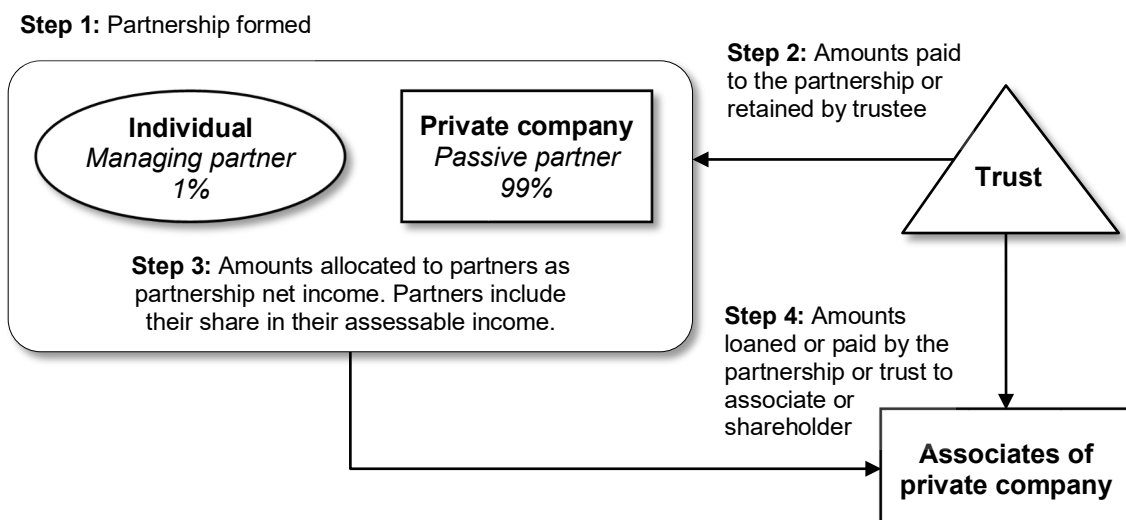 Step 1: Partnership formed
Step 2: Amounts paid
to the partnership or
retained by trustee
Individual
Managing partner
1%
Private company
Passive partner
99%
Trust
Step 3: Amounts allocated to partners as
partnership net income. Partners include
their share in their assessable income.
Step 4: Amounts
loaned or paid by the
partnership or trust to
associate or
shareholder
Associates of
private company